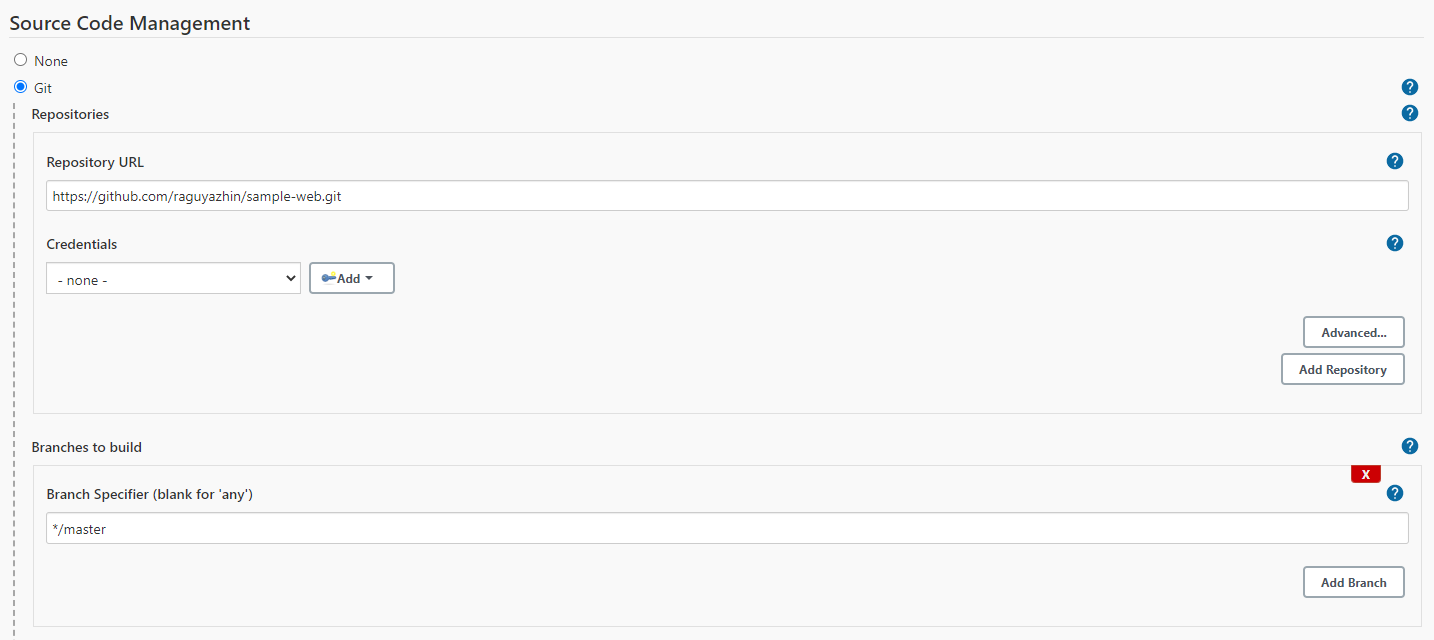 Source Code Management
None
Git
Repositories
Repository URL
https://github.com/raguyazhin/sample-web.git
Credentials
- none -
Add
Advanced...
Add Repository
Branches to build
X
Branch Specifier (blank for 'any')
*/master
Add Branch